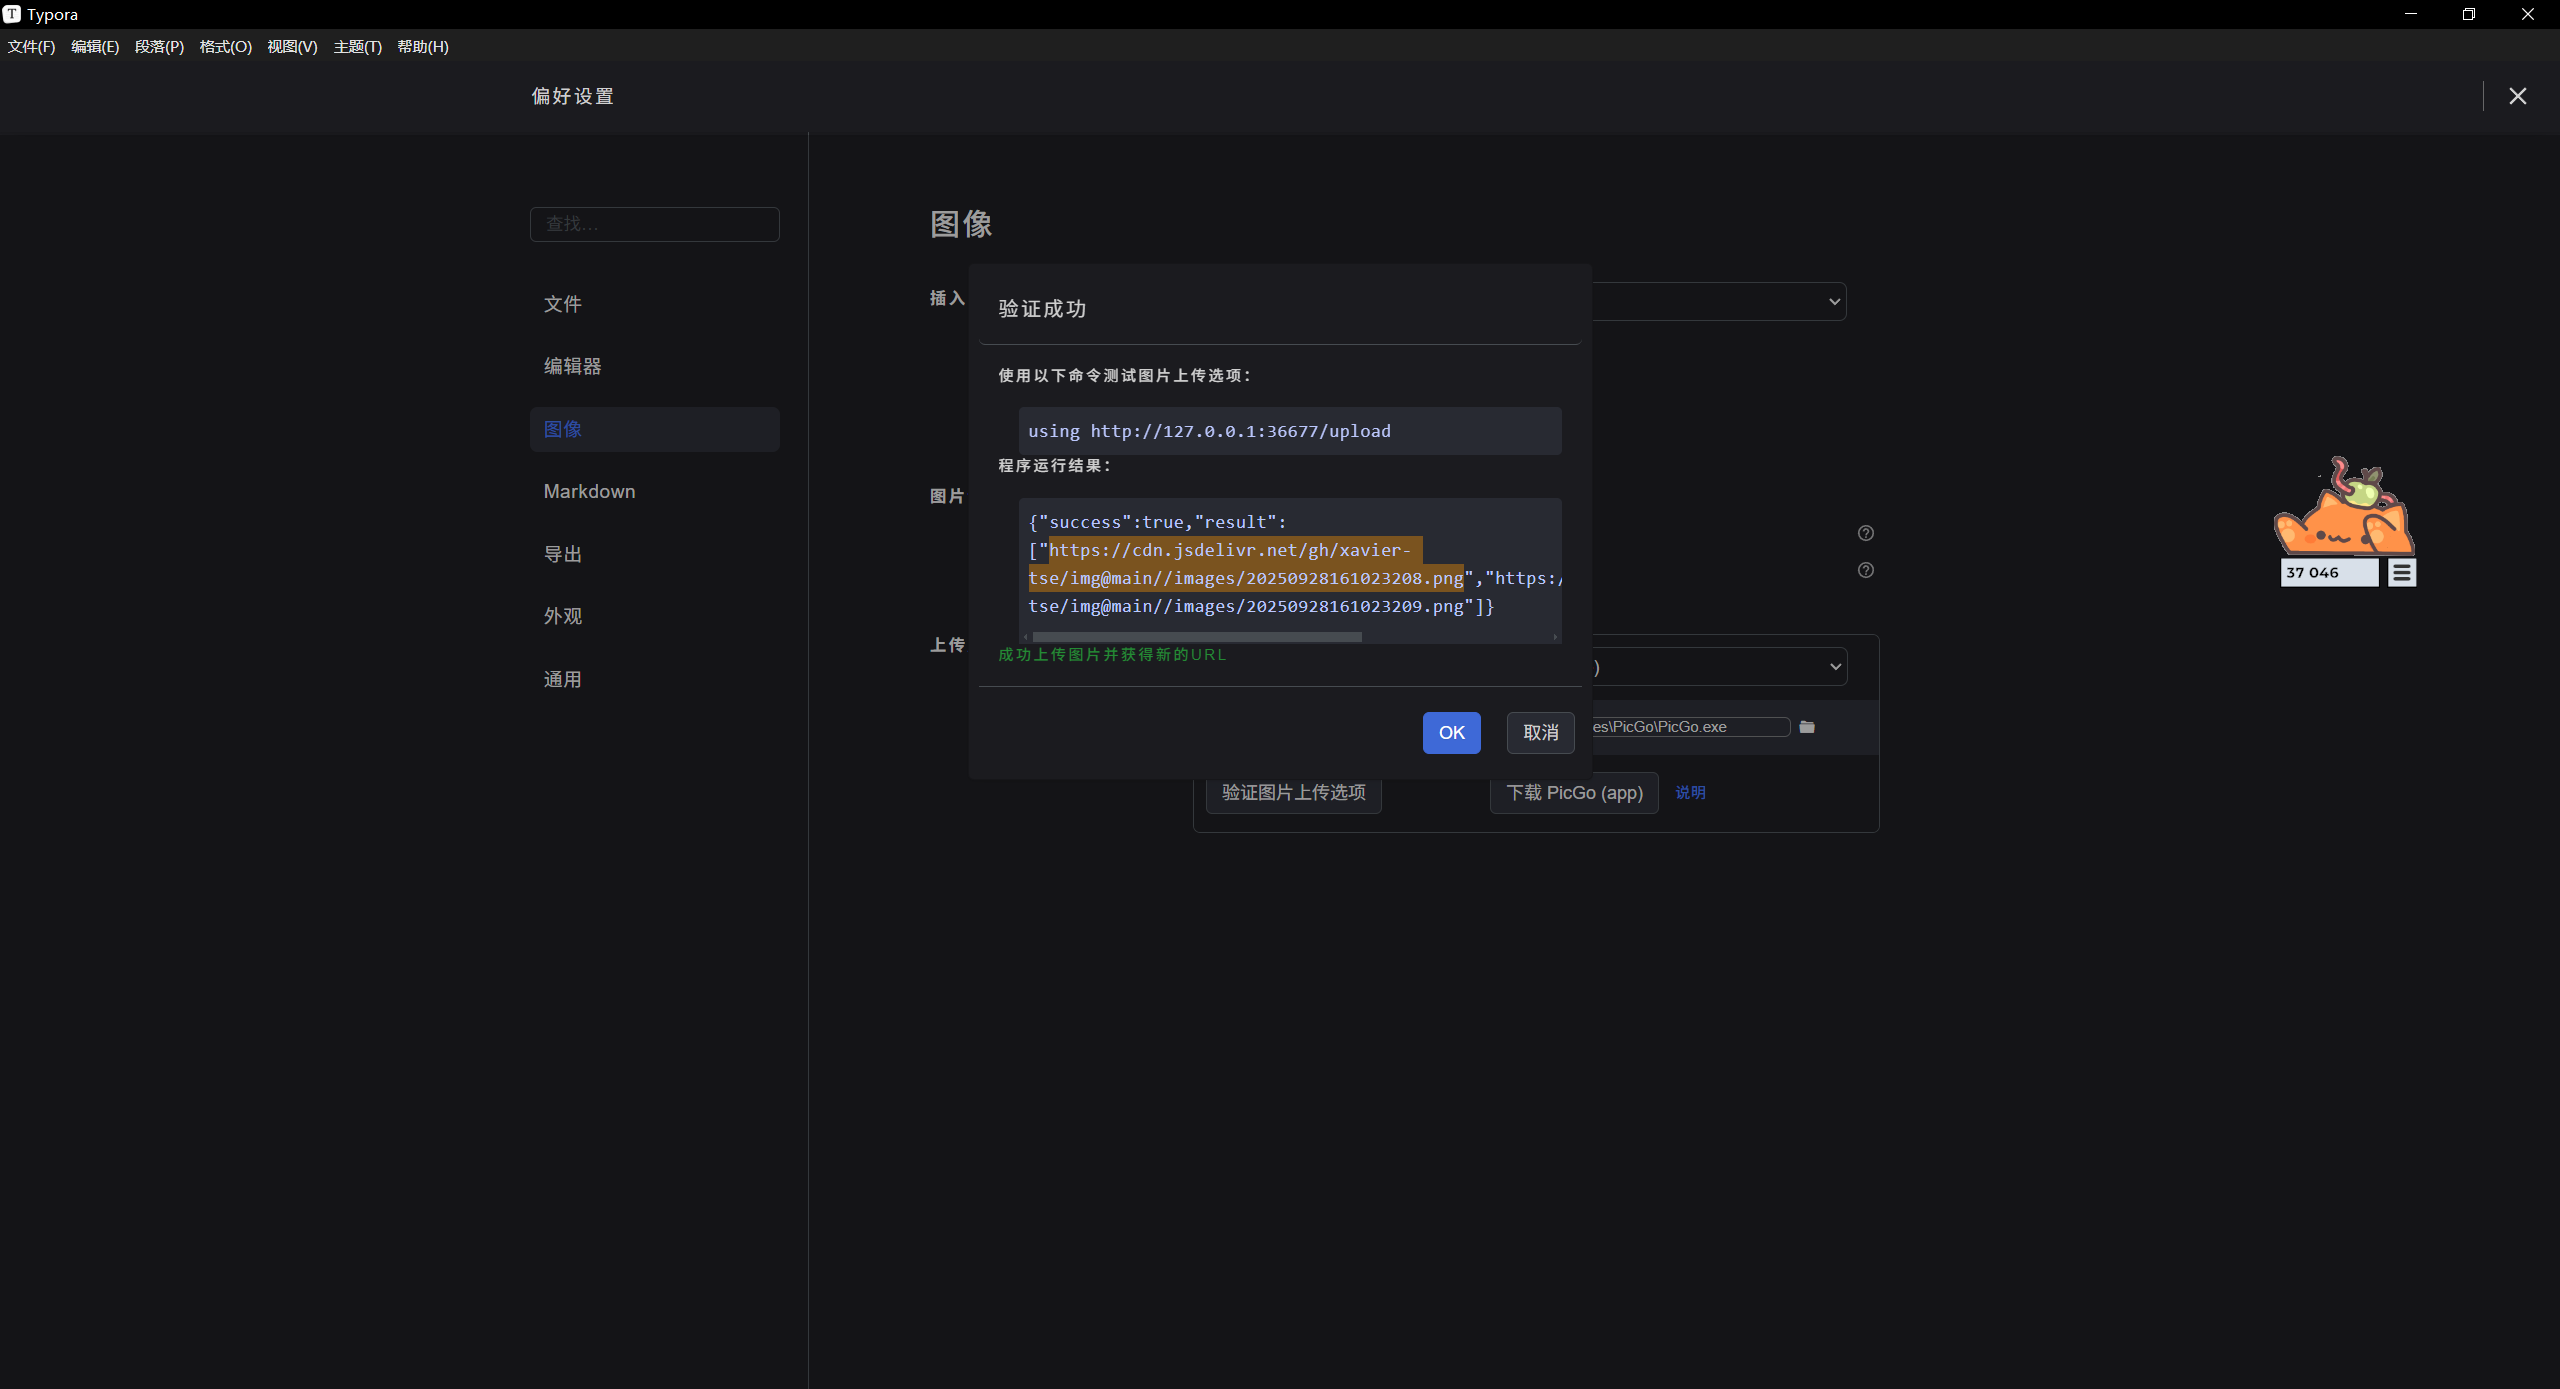 Typora
文件(F) 编辑(E) 段落(P) 格式(O) 视图(V) 主题(T) 帮助(H)
偏好设置
查找...
文件
编辑器
图像
Markdown
导出
外观
通用
图像
插入
图片
上传
验证成功
使用以下命令测试图片上传选项：
using http://127.0.0.1:36677/upload
程序运行结果：
{"success":true,"result":
["https://cdn.jsdelivr.net/gh/xavier-
tse/img@main//images/20250928161023208.png","https:/
tse/img@main//images/20250928161023209.png"]}
成功上传图片并获得新的URL
OK 取消
)
es\PicGo\PicGo.exe
验证图片上传选项 下载 PicGo (app) 说明
37 046